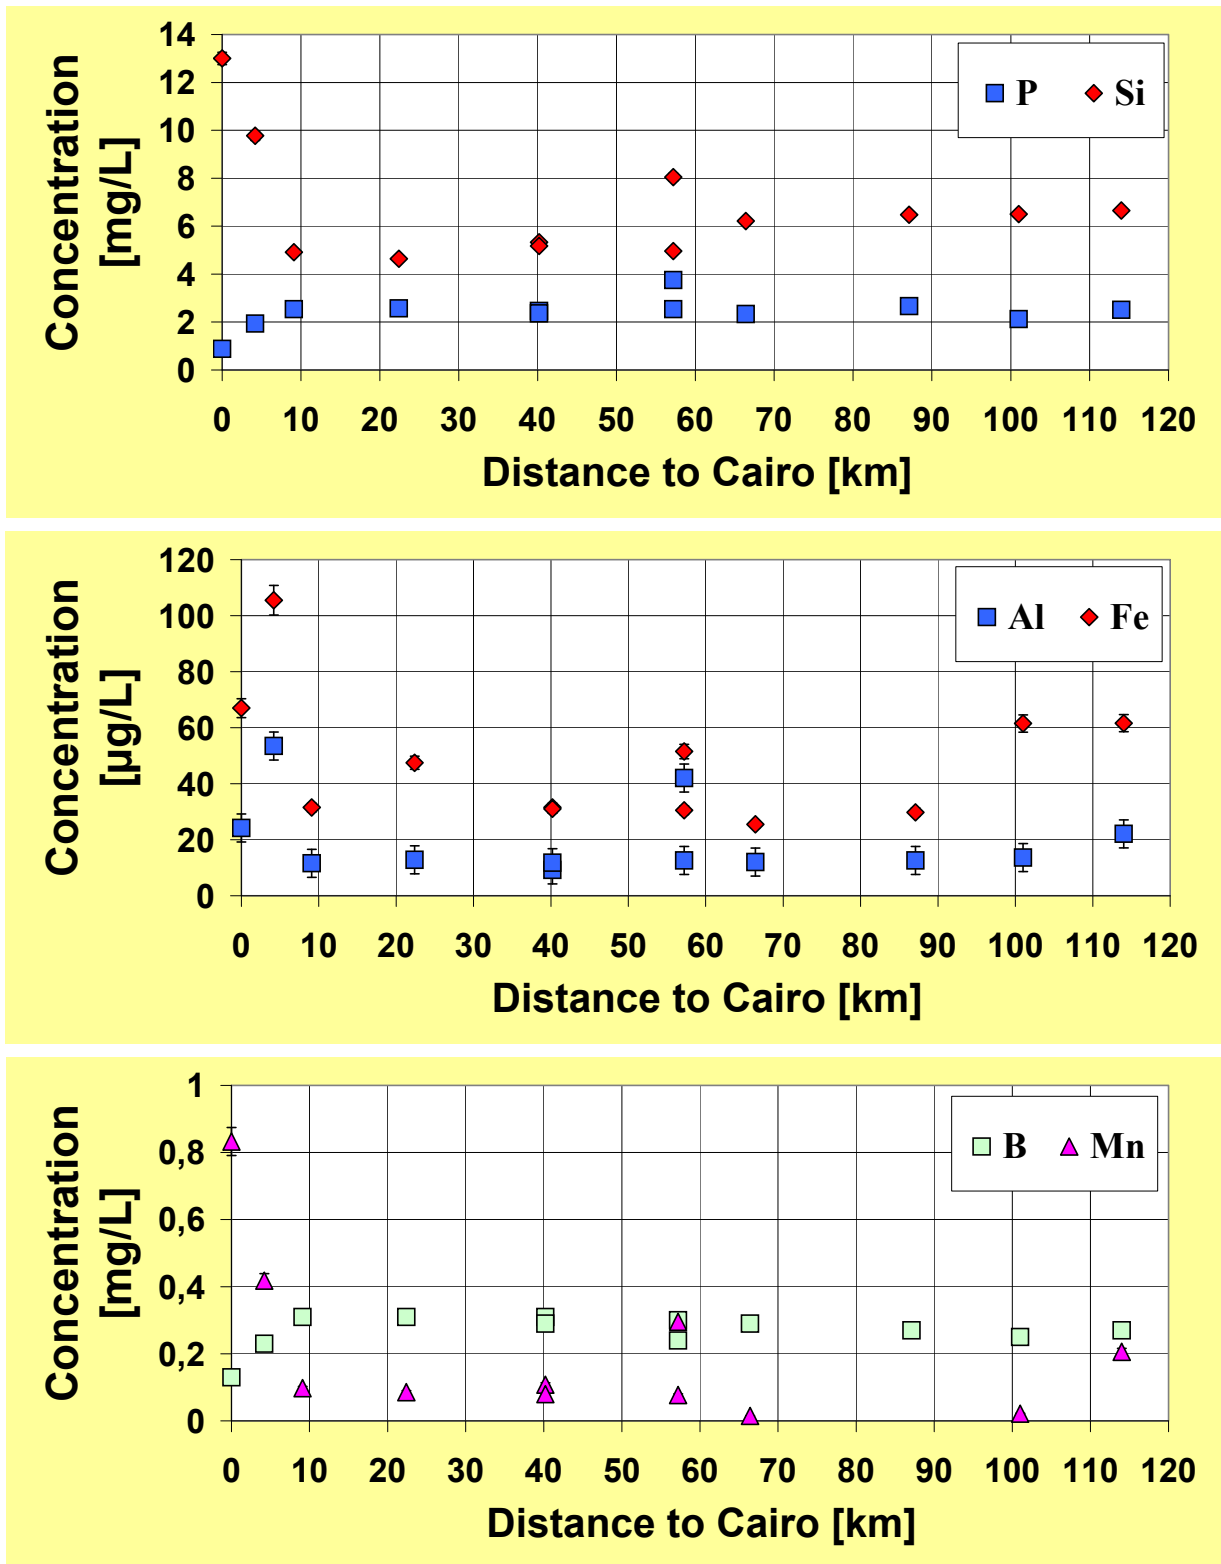 14
12
10
8
6
4
2
0
Concentration
[mg/L]
P Si
0 10 20 30 40 50 60 70 80 90 100 110 120
Distance to Cairo [km]
120
100
80
60
40
20
0
Concentration
[µg/L]
Al Fe
0 10 20 30 40 50 60 70 80 90 100 110 120
Distance to Cairo [km]
1
0,8
0,6
0,4
0,2
0
Concentration
[mg/L]
B Mn
0 10 20 30 40 50 60 70 80 90 100 110 120
Distance to Cairo [km]